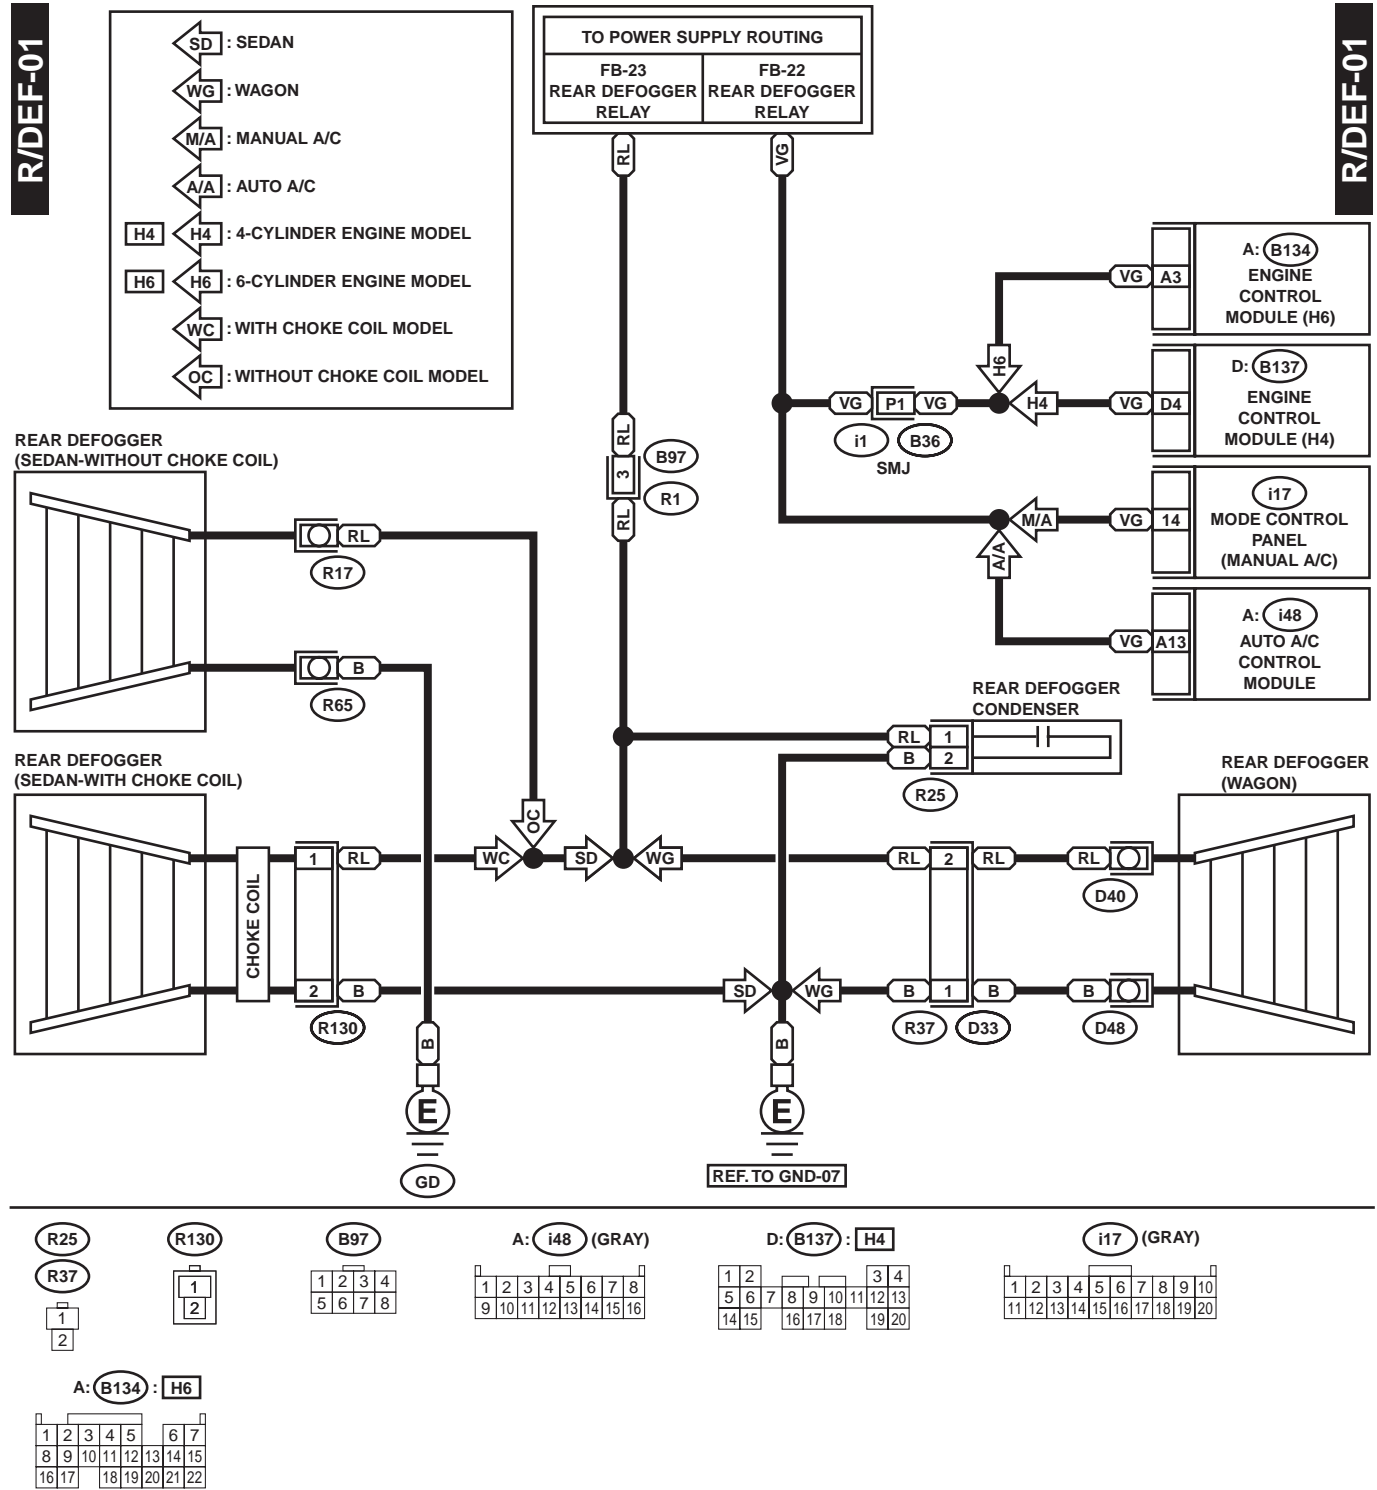 R/DEF-01
R/DEF-01
SD : SEDAN
WG : WAGON
M/A : MANUAL A/C
A/A : AUTO A/C
H4 H4 : 4-CYLINDER ENGINE MODEL
H6 H6 : 6-CYLINDER ENGINE MODEL
WC : WITH CHOKE COIL MODEL
OC : WITHOUT CHOKE COIL MODEL
TO POWER SUPPLY ROUTING
FB-23
REAR DEFOGGER
RELAY
FB-22
REAR DEFOGGER
RELAY
RL
VG
VG A3
A: B134
ENGINE
CONTROL
MODULE (H6)
H6
VG P1 VG
H4
VG D4
i1 B36
SMJ
D: B137
ENGINE
CONTROL
MODULE (H4)
RL
3
RL
B97
R1
M/A
VG 14
i17
MODE CONTROL
PANEL
(MANUAL A/C)
A/A
VG A13
A: i48
AUTO A/C
CONTROL
MODULE
REAR DEFOGGER
(SEDAN-WITHOUT CHOKE COIL)
RL
R17
B
R65
REAR DEFOGGER
CONDENSER
RL 1
B 2
R25
REAR DEFOGGER
(SEDAN-WITH CHOKE COIL)
CHOKE COIL
1 RL
2 B
R130
OC
WC
SD
WG
RL 2 RL
RL
D40
REAR DEFOGGER
(WAGON)
SD
WG
B 1 B
B
R37 D33
D48
B
E
GD
B
E
REF. TO GND-07
R25
R37
1
2
R130
1
2
B97
1 2 3 4
5 6 7 8
A: i48 (GRAY)
1 2 3 4 5 6 7 8
9 10 11 12 13 14 15 16
D: B137 : H4
1 2 3 4
5 6 7 8 9 10 11 12 13
14 15 16 17 18 19 20
i17 (GRAY)
1 2 3 4 5 6 7 8 9 10
11 12 13 14 15 16 17 18 19 20
A: B134 : H6
1 2 3 4 5 6 7
8 9 10 11 12 13 14 15
16 17 18 19 20 21 22